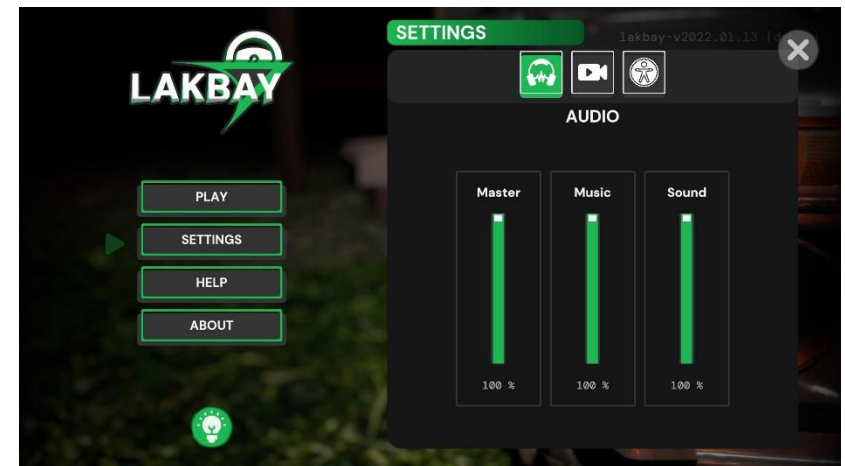 LAKBAY
PLAY
SETTINGS
HELP
ABOUT
SETTINGS
lakbay-v2022.01.13
AUDIO
Master
Music
Sound
100 %
100 %
100 %